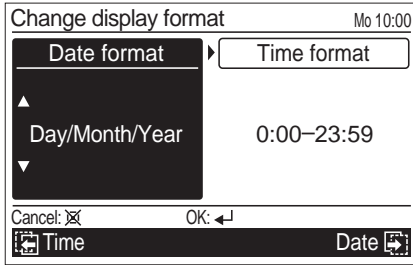 Change display format Mo 10:00
Date format Time format
Day/Month/Year 0:00–23:59
Cancel: OK:
Time Date